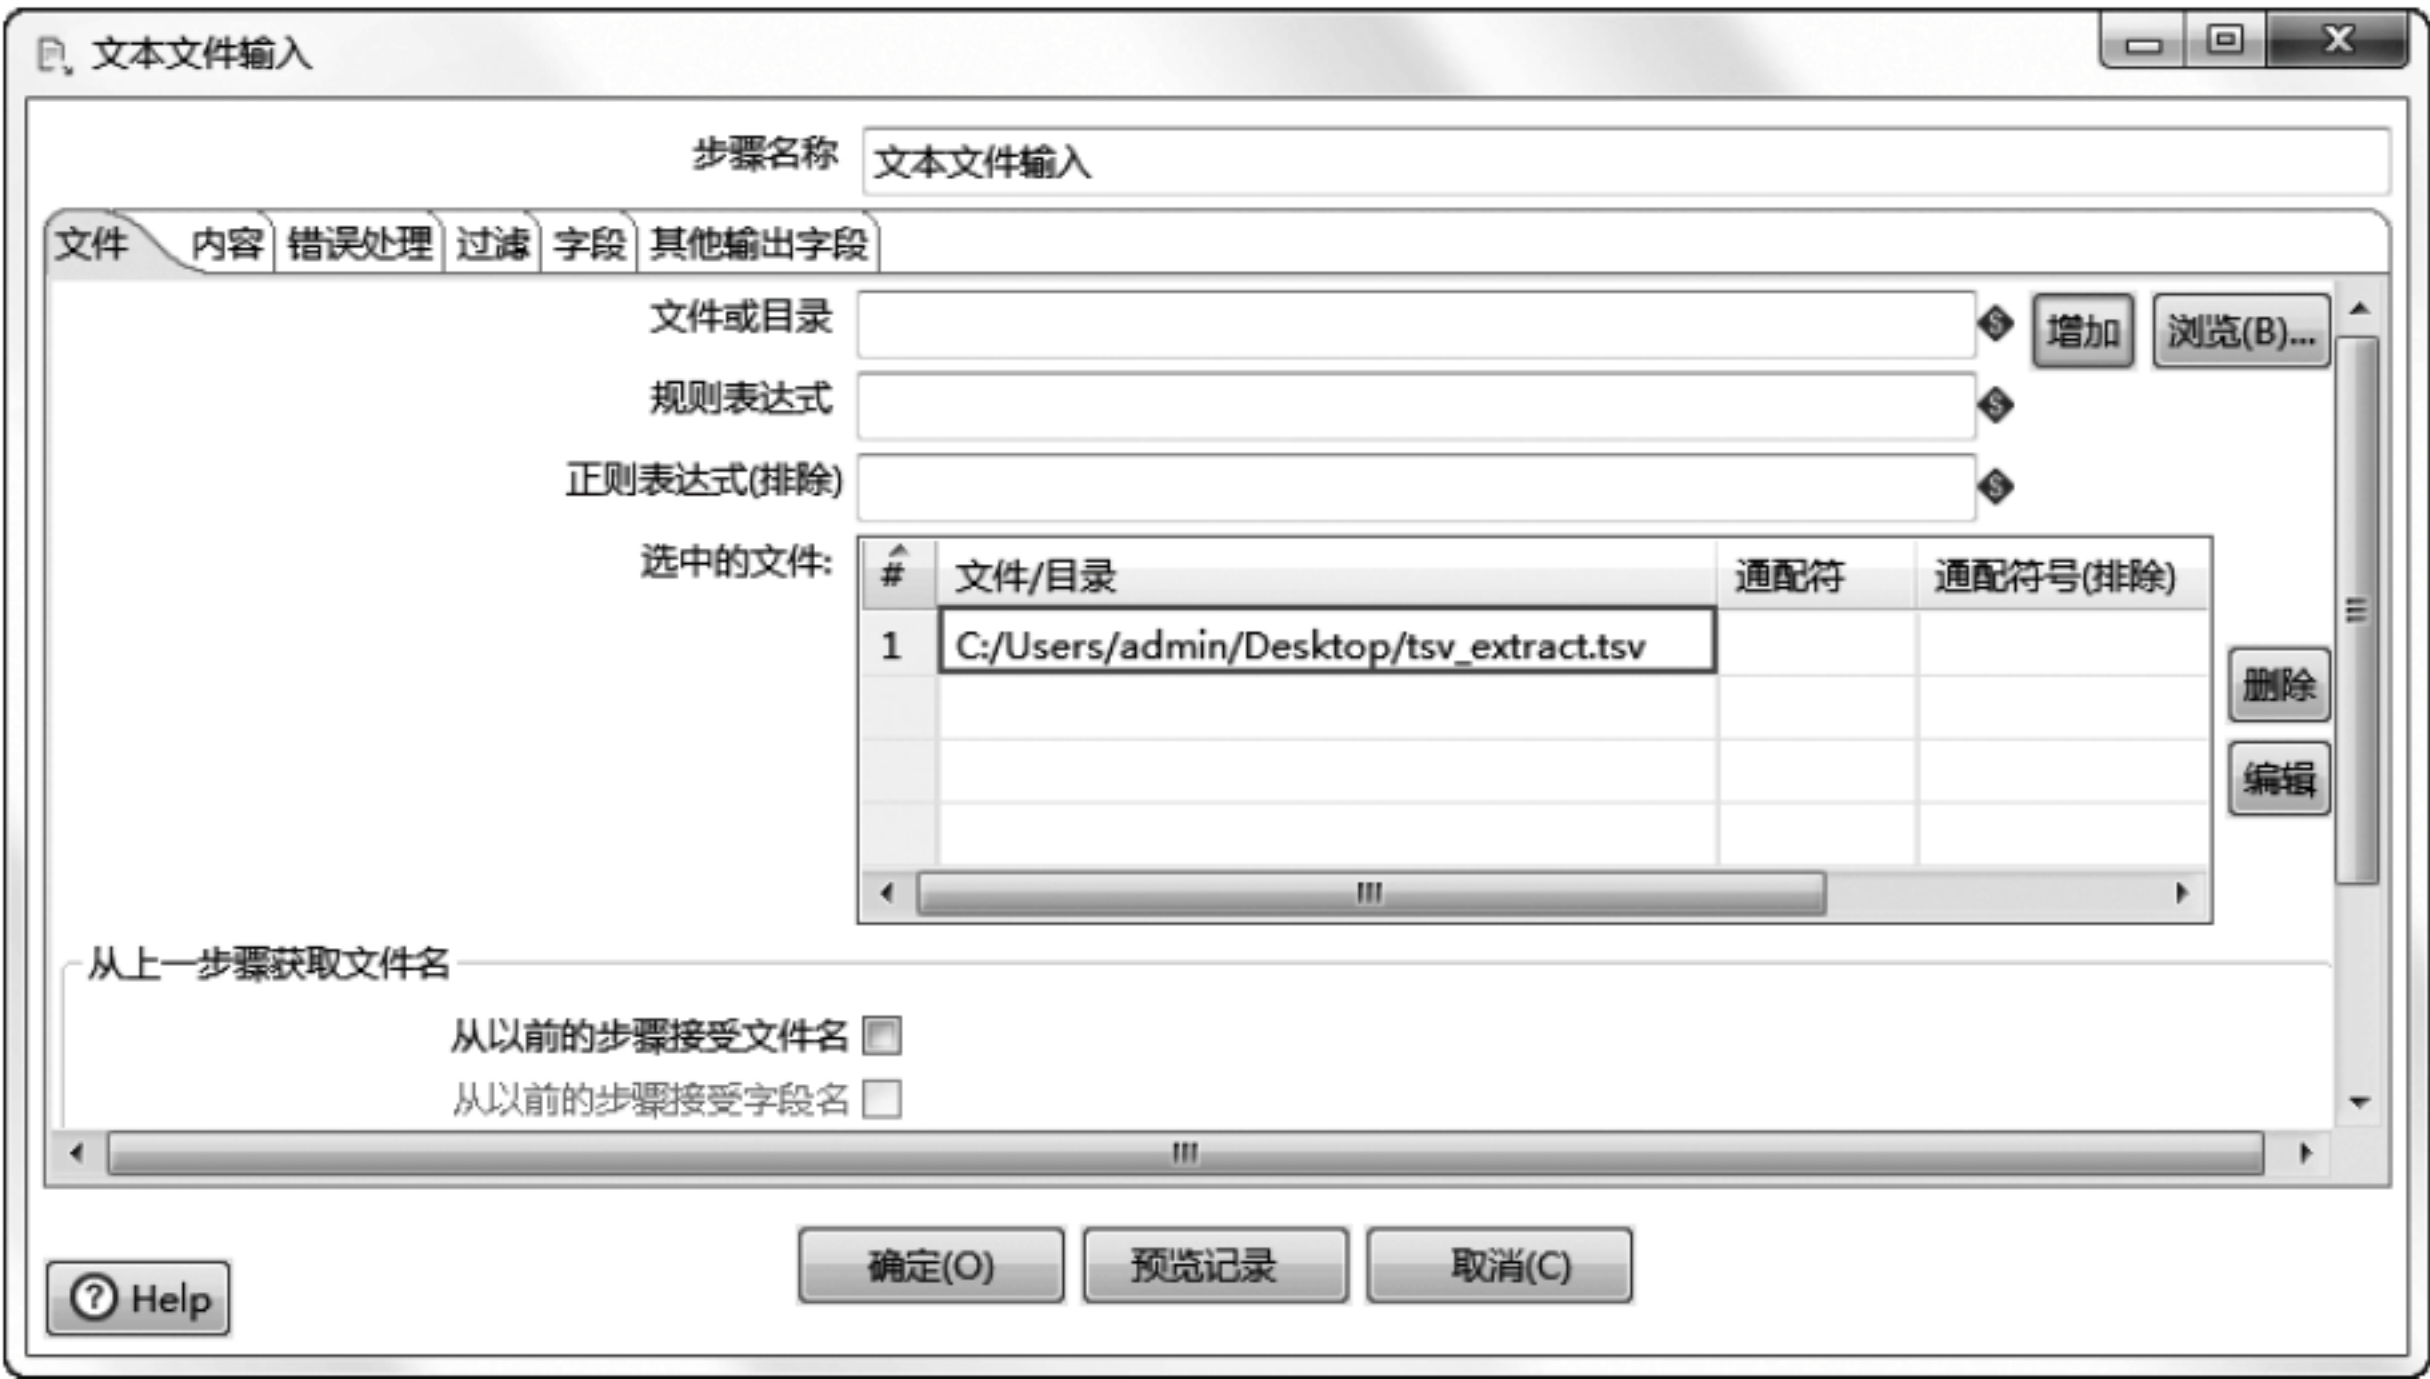 文本文件输入
步骤名称 文本文件输入
文件 内容 错误处理 过滤 字段 其他输出字段
文件或目录 增加 浏览(B)...
规则表达式
正则表达式(排除)
选中的文件: # 文件/目录 通配符 通配符号(排除)
1 C:/Users/admin/Desktop/tsv_extract.tsv
删除
编辑
从上一步骤获取文件名
从以前的步骤接受文件名
从以前的步骤接受字段名
确定(O) 预览记录 取消(C)
Help